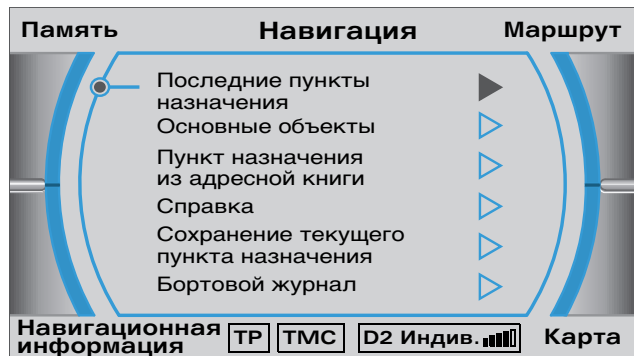 Память Навигация Маршрут
Последние пункты
назначения
Основные объекты
Пункт назначения
из адресной книги
Справка
Сохранение текущего
пункта назначения
Бортовой журнал
Навигационная
информация TP TMC D2 Индив. Карта